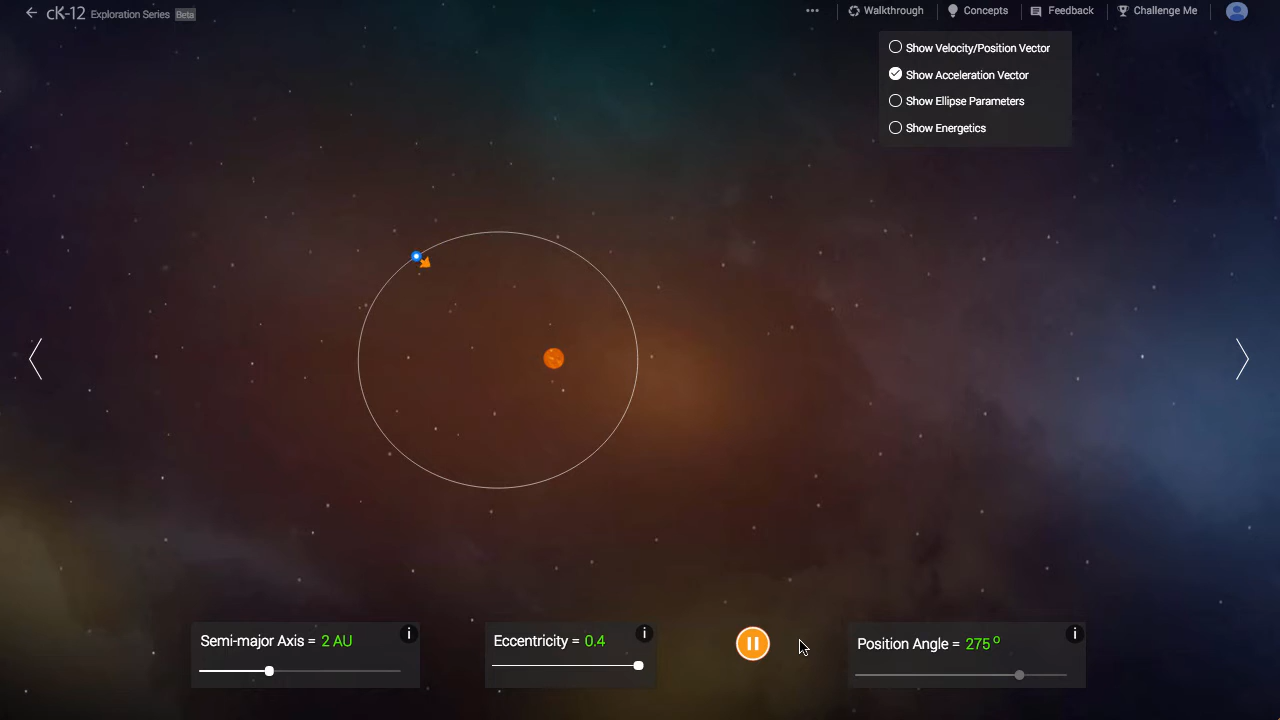 cK-12 Exploration Series Beta
Walkthrough
Concepts
Feedback
Challenge Me
Show Velocity/Position Vector
Show Acceleration Vector
Show Ellipse Parameters
Show Energetics
Semi-major Axis = 2 AU
i
Eccentricity = 0.4
i
Position Angle = 275°
i